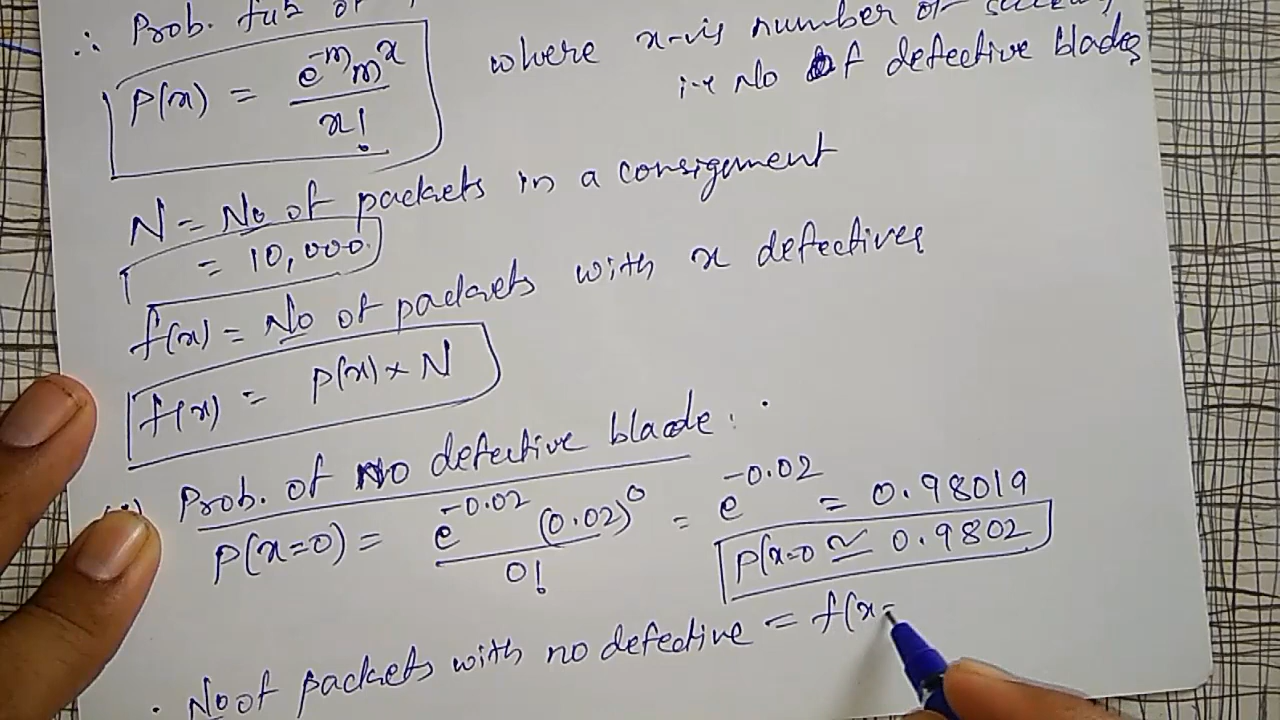 ∴ Prob. fun of
P(x) = e^-m m^x / x!
where x-is number of success
i.e No of defective blades
N = No of packets in a consigement
= 10,000.
f(x) = No of packets with x defectives
f(x) = P(x) × N
(i) Prob. of No defective blade:.
P(x=0) = e^-0.02 (0.02)^0 / 0! = e^-0.02 = 0.98019
P(x=0 ≃ 0.9802
. No of packets with no defective = f(x=